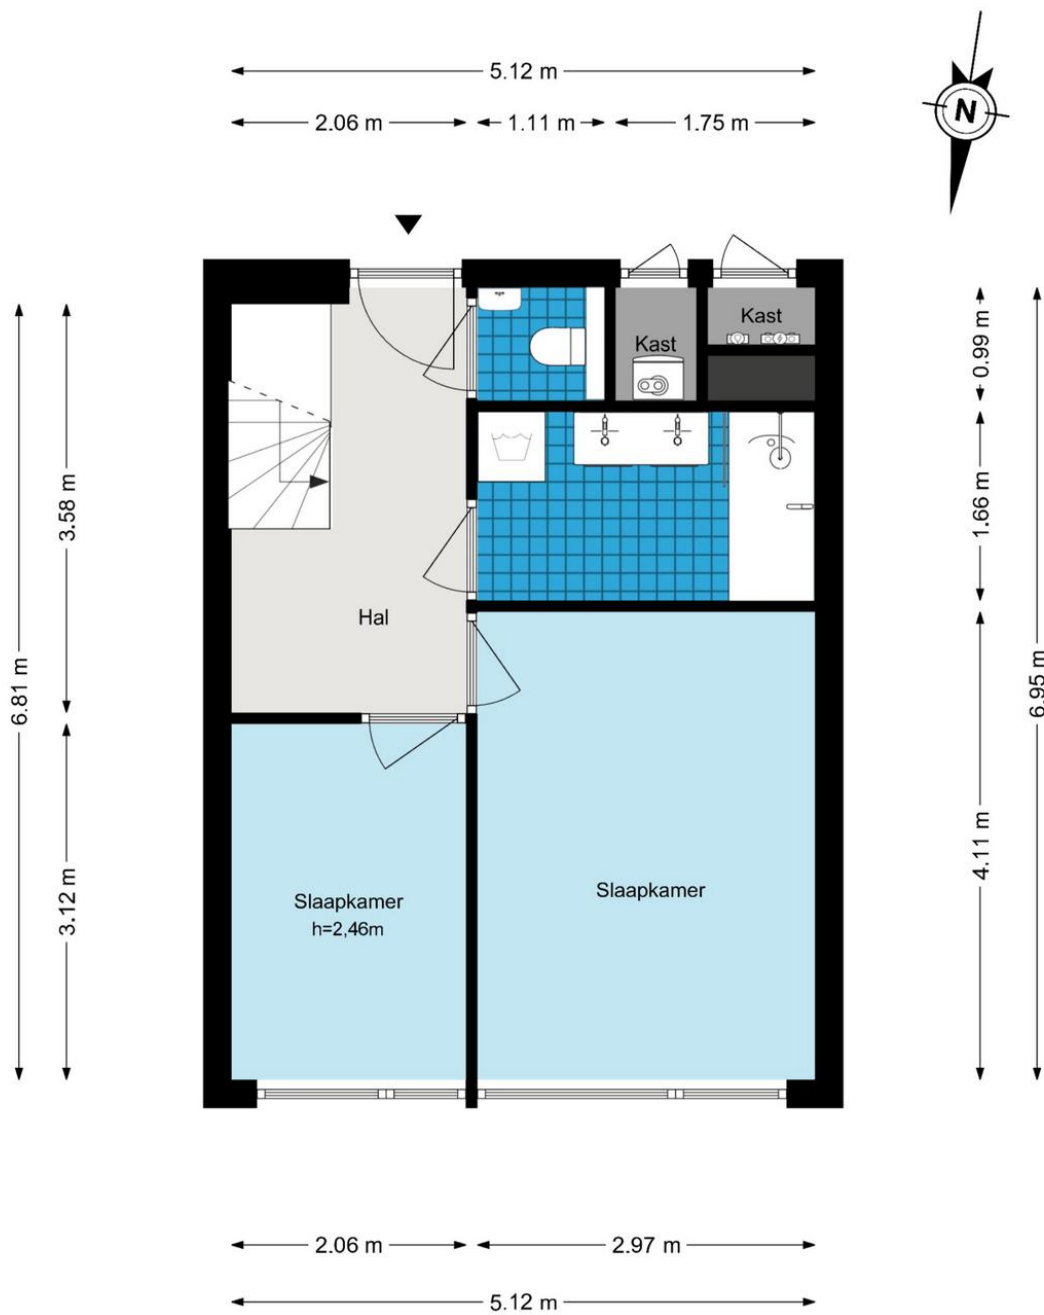 5.12 m
2.06 m
1.11 m
1.75 m
N
Kast
Kast
0.99 m
3.58 m
1.66 m
Hal
6.81 m
6.95 m
4.11 m
3.12 m
Slaapkamer
h=2,46m
Slaapkamer
2.06 m
2.97 m
5.12 m